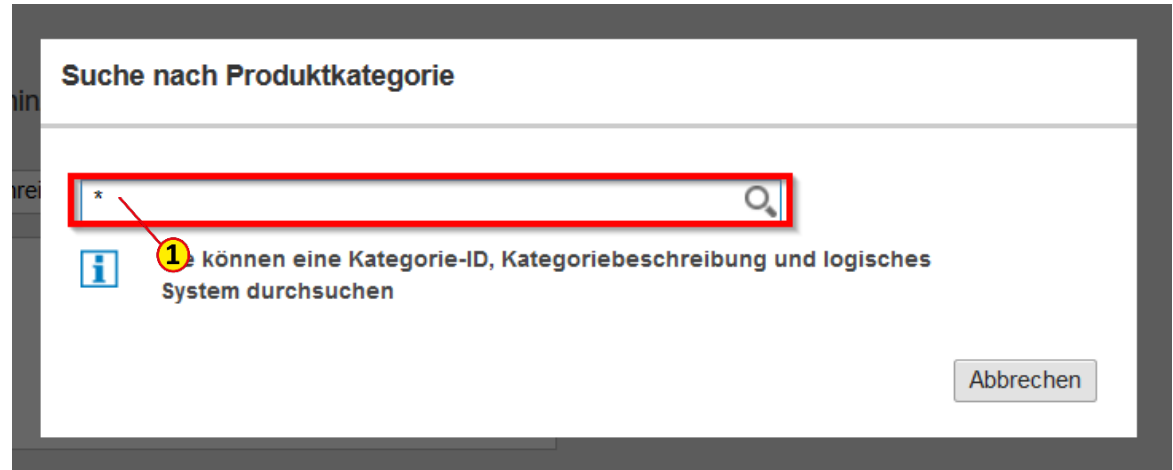 Suche nach Produktkategorie
*
1
können eine Kategorie-ID, Kategoriebeschreibung und logisches
System durchsuchen
Abbrechen